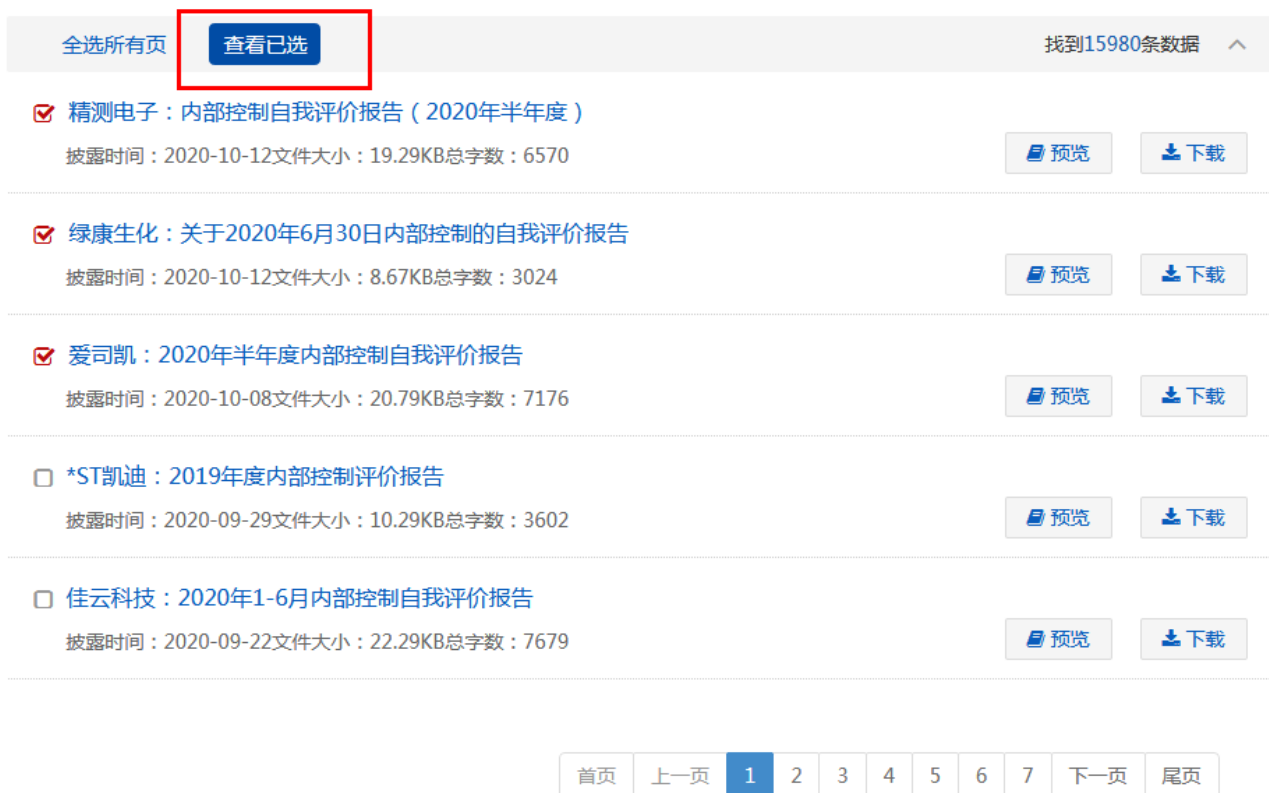 全选所有页 查看已选 找到15980条数据
精测电子：内部控制自我评价报告（2020年半年度）
披露时间：2020-10-12文件大小：19.29KB总字数：6570 预览 下载
绿康生化：关于2020年6月30日内部控制的自我评价报告
披露时间：2020-10-12文件大小：8.67KB总字数：3024 预览 下载
爱司凯：2020年半年度内部控制自我评价报告
披露时间：2020-10-08文件大小：20.79KB总字数：7176 预览 下载
*ST凯迪：2019年度内部控制评价报告
披露时间：2020-09-29文件大小：10.29KB总字数：3602 预览 下载
佳云科技：2020年1-6月内部控制自我评价报告
披露时间：2020-09-22文件大小：22.29KB总字数：7679 预览 下载
首页 上一页 1 2 3 4 5 6 7 下一页 尾页